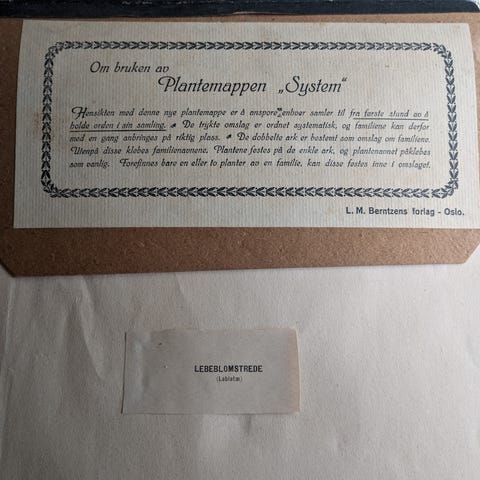 Om bruken av
Plantemappen „System“
Hensikten med denne nye plantemappe er å anspore enhver samler til fra første stund av å
holde orden i sin samling. De trykte omslag er ordnet systematisk, og familiene kan derfor
med en gang anbringes på riktig plass. De dobbelte ark er bestemt som omslag om familiene.
Utenpå disse klebes familienavnene. Plantene festes på de enkle ark, og plantenavnet påklebes
som vanlig. Forefinnes bare en eller to planter av en familie, kan disse festes inne i omslaget.
L. M. Berntzens forlag - Oslo.
LEBEBLOMSTREDE
(Labiatæ)